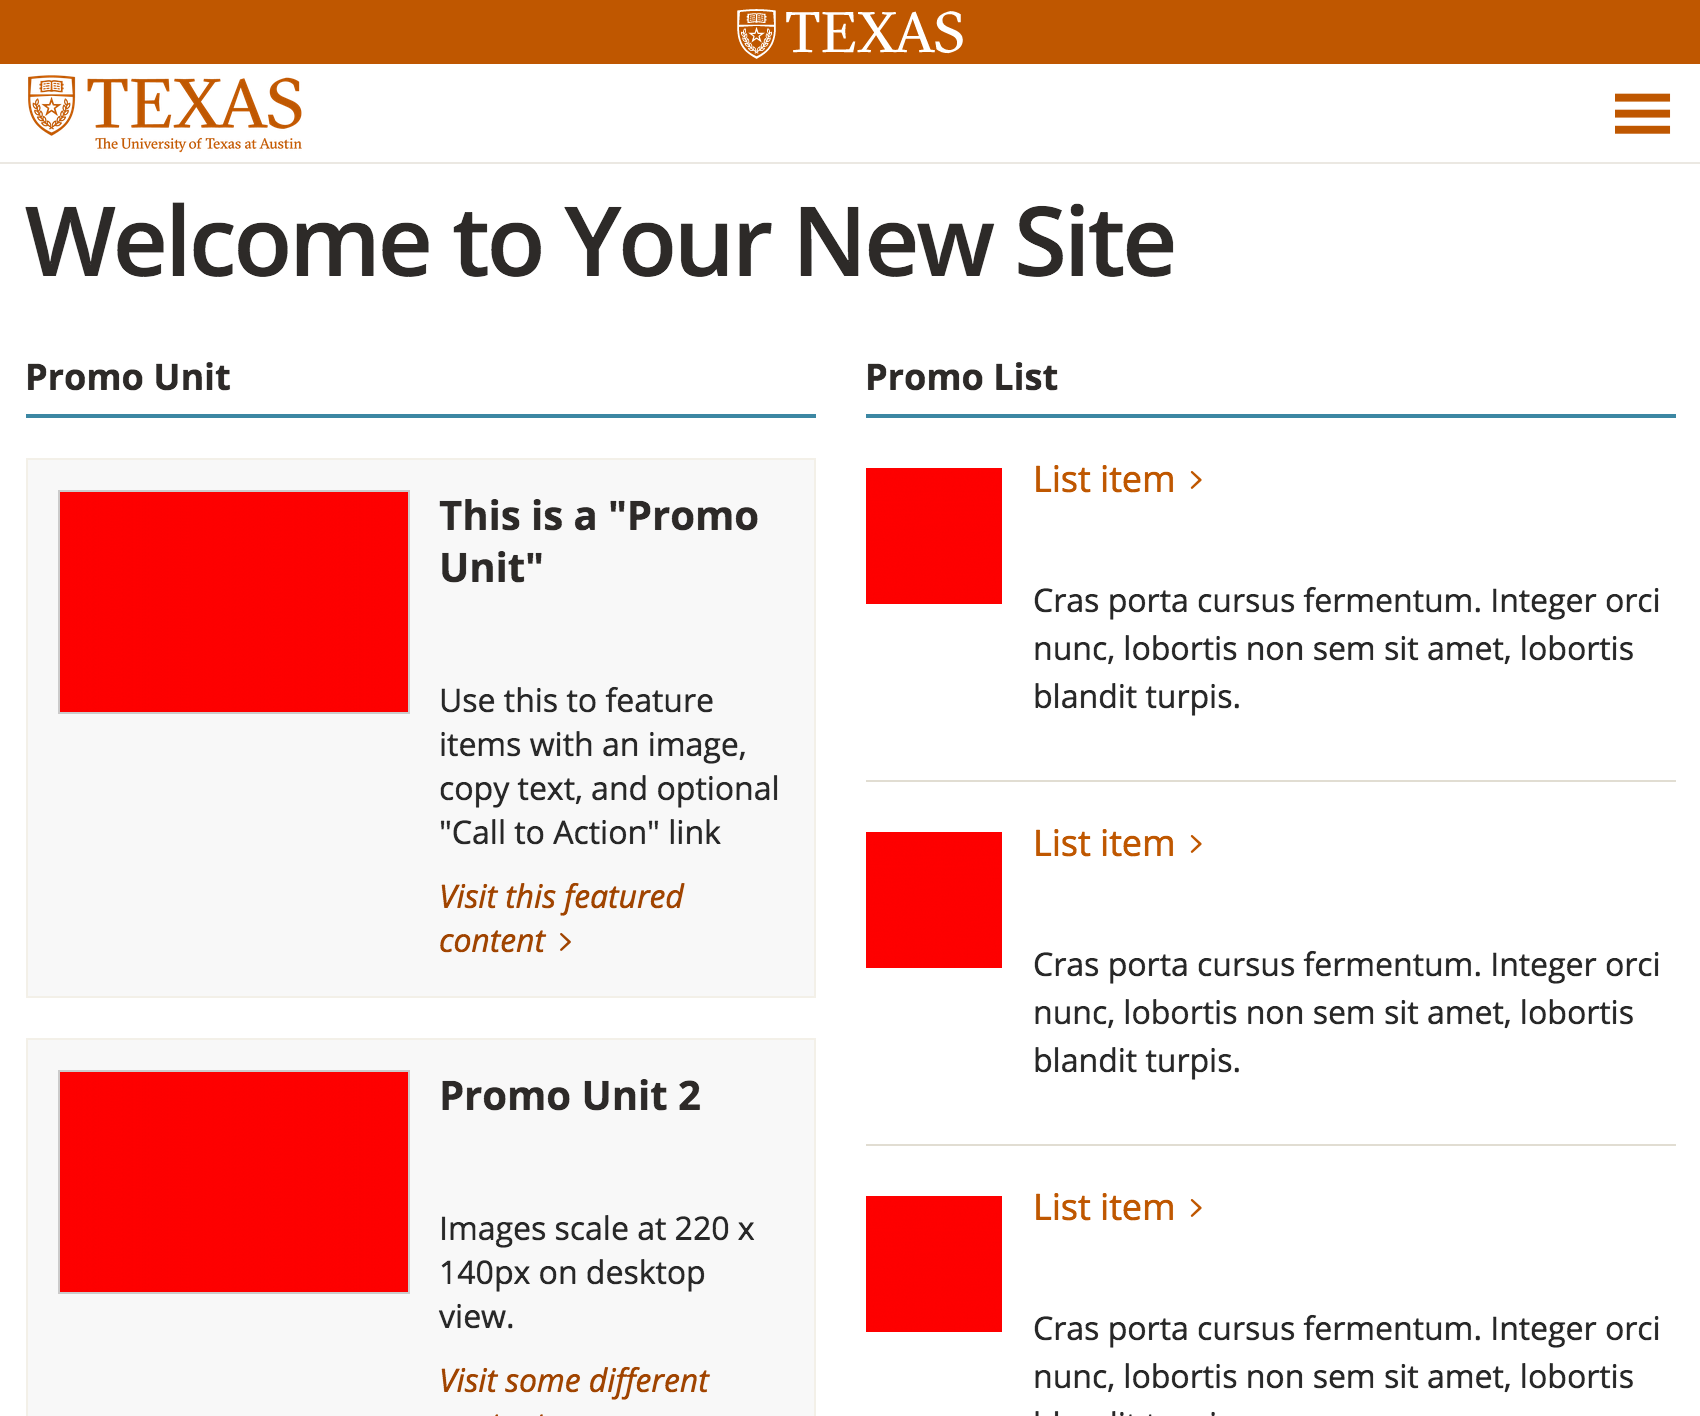 TEXAS
TEXAS
The University of Texas at Austin
Welcome to Your New Site
Promo Unit
This is a "Promo
Unit"
Use this to feature
items with an image,
copy text, and optional
"Call to Action" link
Visit this featured
content >
Promo Unit 2
Images scale at 220 x
140px on desktop
view.
Visit some different
Promo List
List item >
Cras porta cursus fermentum. Integer orci
nunc, lobortis non sem sit amet, lobortis
blandit turpis.
List item >
Cras porta cursus fermentum. Integer orci
nunc, lobortis non sem sit amet, lobortis
blandit turpis.
List item >
Cras porta cursus fermentum. Integer orci
nunc, lobortis non sem sit amet, lobortis